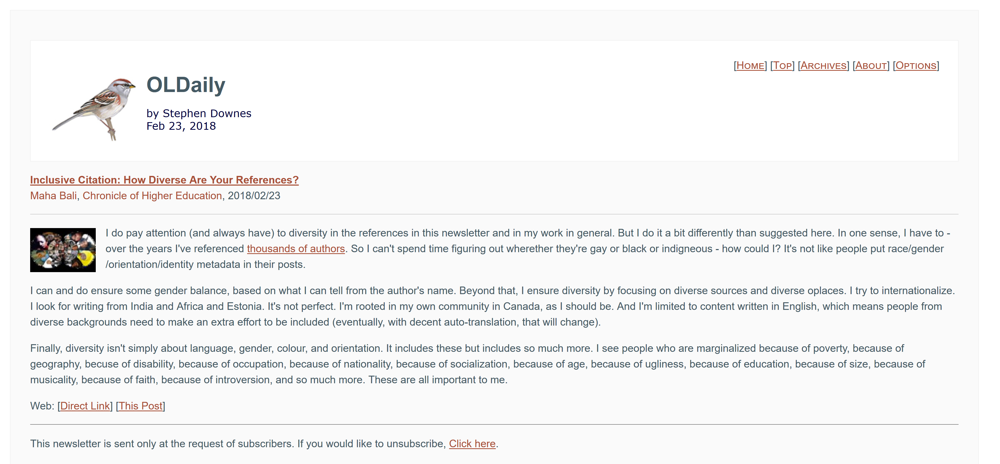 [Home] [Top] [Archives] [About] [Options]
OLDaily
by Stephen Downes
Feb 23, 2018
Inclusive Citation: How Diverse Are Your References?
Maha Bali, Chronicle of Higher Education, 2018/02/23
I do pay attention (and always have) to diversity in the references in this newsletter and in my work in general. But I do it a bit differently than suggested here. In one sense, I have to -
over the years I've referenced thousands of authors. So I can't spend time figuring out wherether they're gay or black or indigneous - how could I? It's not like people put race/gender
/orientation/identity metadata in their posts.
I can and do ensure some gender balance, based on what I can tell from the author's name. Beyond that, I ensure diversity by focusing on diverse sources and diverse oplaces. I try to internationalize.
I look for writing from India and Africa and Estonia. It's not perfect. I'm rooted in my own community in Canada, as I should be. And I'm limited to content written in English, which means people from
diverse backgrounds need to make an extra effort to be included (eventually, with decent auto-translation, that will change).
Finally, diversity isn't simply about language, gender, colour, and orientation. It includes these but includes so much more. I see people who are marginalized because of poverty, because of
geography, becuse of disability, because of occupation, because of nationality, because of socialization, because of age, because of ugliness, because of education, because of size, because of
musicality, because of faith, because of introversion, and so much more. These are all important to me.
Web: [Direct Link] [This Post]
This newsletter is sent only at the request of subscribers. If you would like to unsubscribe, Click here.